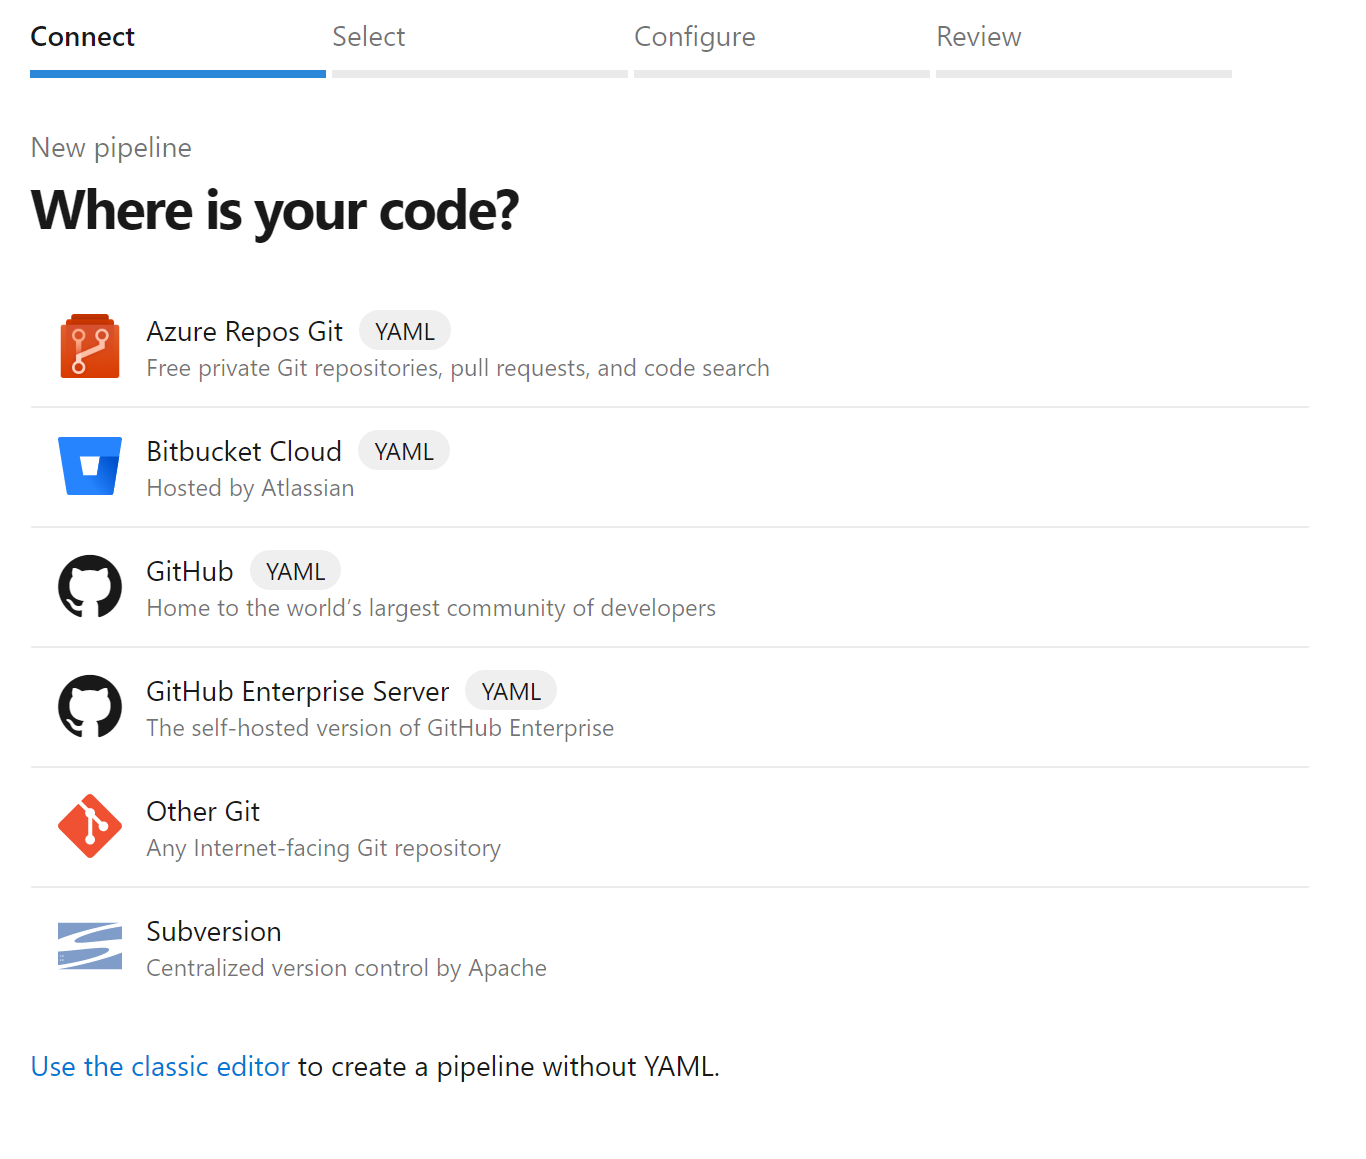 Connect Select Configure Review
New pipeline
Where is your code?
Azure Repos Git YAML
Free private Git repositories, pull requests, and code search
Bitbucket Cloud YAML
Hosted by Atlassian
GitHub YAML
Home to the world’s largest community of developers
GitHub Enterprise Server YAML
The self-hosted version of GitHub Enterprise
Other Git
Any Internet-facing Git repository
Subversion
Centralized version control by Apache
Use the classic editor to create a pipeline without YAML.